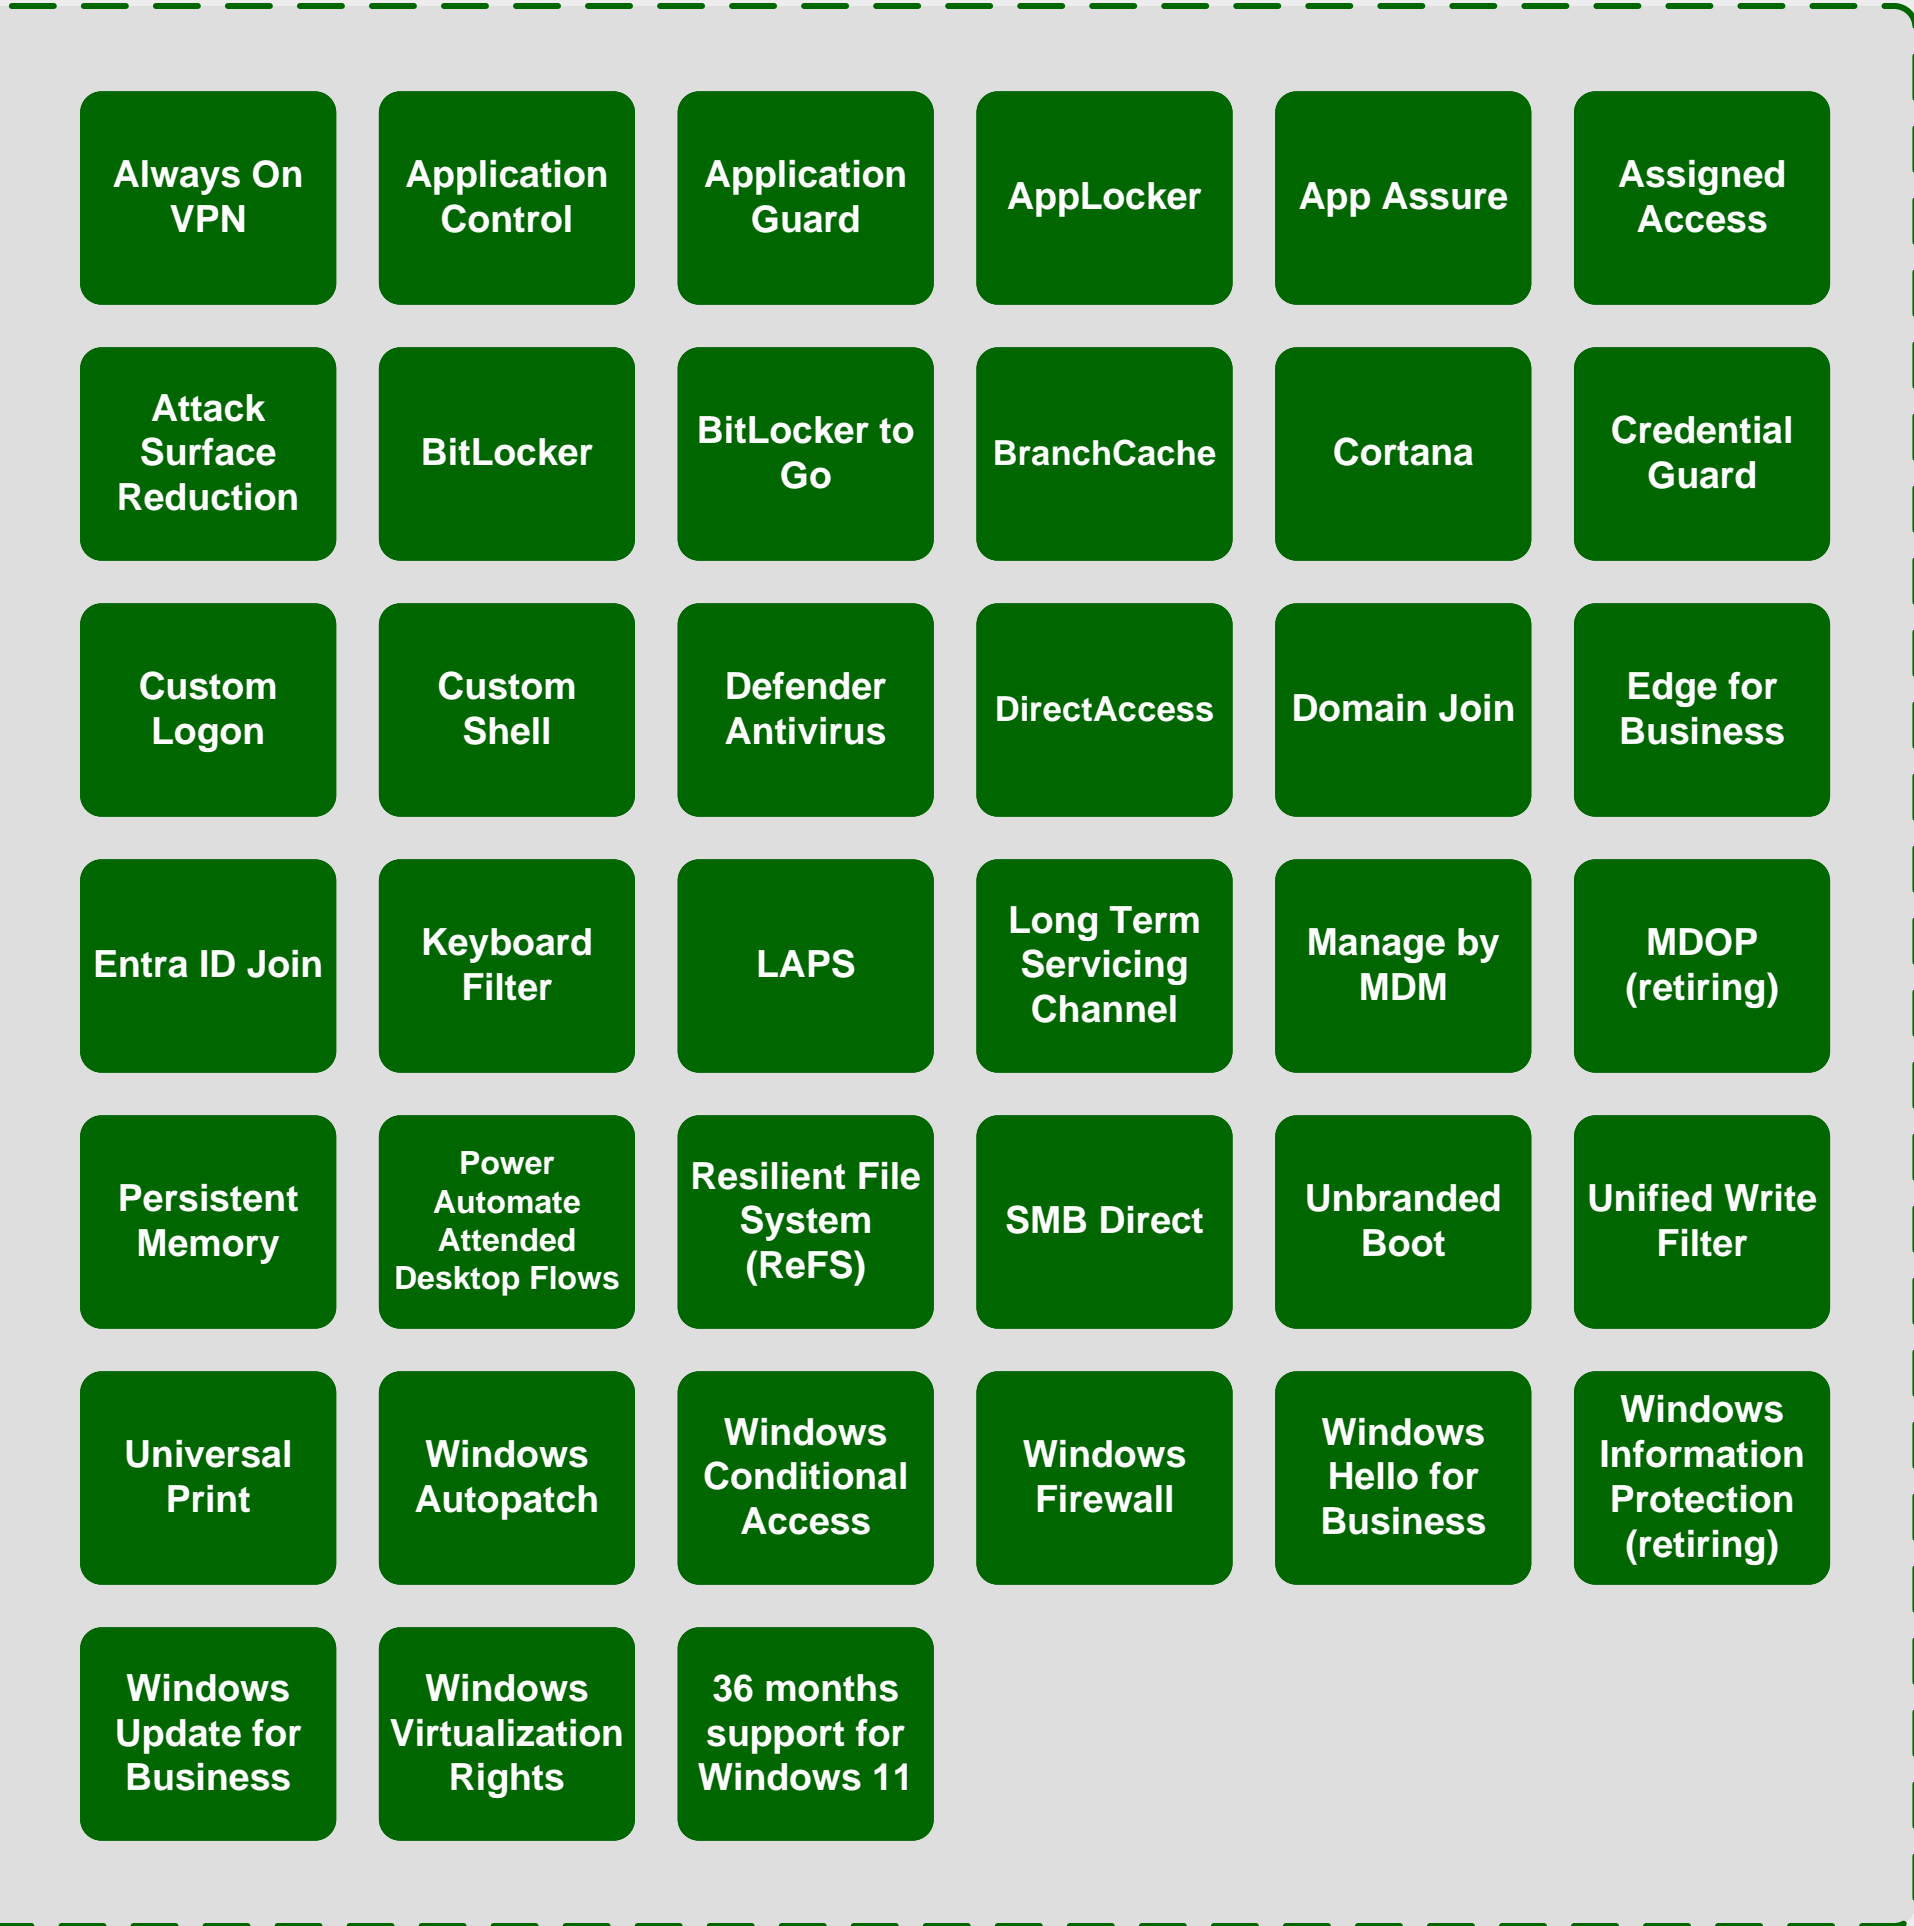 Always On
VPN
Application
Control
Application
Guard
AppLocker
App Assure
Assigned
Access
Attack
Surface
Reduction
BitLocker
BitLocker to
Go
BranchCache
Cortana
Credential
Guard
Custom
Logon
Custom
Shell
Defender
Antivirus
DirectAccess
Domain Join
Edge for
Business
Entra ID Join
Keyboard
Filter
LAPS
Long Term
Servicing
Channel
Manage by
MDM
MDOP
(retiring)
Persistent
Memory
Power
Automate
Attended
Desktop Flows
Resilient File
System
(ReFS)
SMB Direct
Unbranded
Boot
Unified Write
Filter
Universal
Print
Windows
Autopatch
Windows
Conditional
Access
Windows
Firewall
Windows
Hello for
Business
Windows
Information
Protection
(retiring)
Windows
Update for
Business
Windows
Virtualization
Rights
36 months
support for
Windows 11